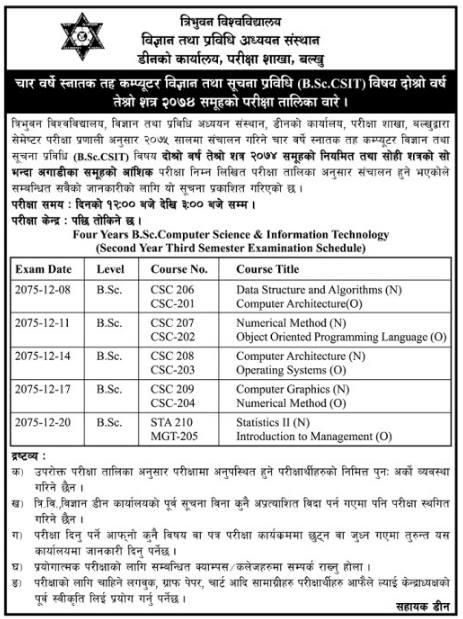 त्रिभुवन विश्वविद्यालय
विज्ञान तथा प्रविधि अध्ययन संस्थान
डीनको कार्यालय, परीक्षा शाखा, बल्खु
चार वर्षे स्नातक तह कम्प्यूटर विज्ञान तथा सूचना प्रविधि (B.Sc.CSIT) विषय दोश्रो वर्ष
तेश्रो शत्र २०७४ समूहको परीक्षा तालिका वारे ।
त्रिभुवन विश्वविद्यालय, विज्ञान तथा प्रविधि अध्ययन संस्थान, डीनको कार्यालय, परीक्षा शाखा, बल्खुद्वारा
सेमेष्टर परीक्षा प्रणाली अनुसार २०७५ सालमा संचालन गरिने चार वर्षे स्नातक तह कम्प्यूटर विज्ञान तथा
सूचना प्रविधि (B.Sc.CSIT) विषय दोश्रो वर्ष तेश्रो शत्र २०७४ समूहको नियमित तथा सोही शत्रको सो
भन्दा अगाडीका समूहको आंशिक परीक्षा निम्न लिखित परीक्षा तालिका अनुसार संचालन हुने भएकोले
सम्बन्धित सबैको जानकारीको लागि यो सूचना प्रकाशित गरिएको छ ।
परीक्षा समय : दिनको १२:०० बजे देखि ३:०० बजे सम्म ।
परीक्षा केन्द्र : पछि तोकिने छ ।
Four Years B.Sc.Computer Science & Information Technology
(Second Year Third Semester Examination Schedule)
Exam Date Level Course No. Course Title
2075-12-08 B.Sc. CSC 206 Data Structure and Algorithms (N)
CSC-201 Computer Architecture(O)
2075-12-11 B.Sc. CSC 207 Numerical Method (N)
CSC-202 Object Oriented Programming Language (O)
2075-12-14 B.Sc. CSC 208 Computer Architecture (N)
CSC-203 Operating Systems (O)
2075-12-17 B.Sc. CSC 209 Computer Graphics (N)
CSC-204 Numerical Method (O)
2075-12-20 B.Sc. STA 210 Statistics II (N)
MGT-205 Introduction to Management (O)
द्रष्टव्य :
क) उपरोक्त परीक्षा तालिका अनुसार परीक्षामा अनुपस्थित हुने परीक्षार्थीहरुको निमित्त पुनः अर्को व्यवस्था
गरिने छैन ।
ख) त्रि.वि.,विज्ञान डीन कार्यालयको पूर्व सूचना विना कुनै अप्रत्याशित विदा पर्न गएमा पनि परीक्षा स्थगित
गरिने छैन ।
ग) परीक्षा दिनु पर्ने आफ्नो कुनै विषय वा पत्र परीक्षा कार्यक्रममा छुट्न वा जुध्न गएमा तुरुन्त यस
कार्यालयमा जानकारी दिनु पर्नेछ ।
घ) प्रयोगात्मक परीक्षाको लागि सम्बन्धित क्याम्पस/कलेजहरुमा सम्पर्क राख्नु होला ।
ङ) परीक्षाको लागि चाहिने लगवुक, ग्राफ पेपर, चार्ट आदि सामाग्रीहरु परीक्षार्थीहरु आफैले ल्याई केन्द्राध्यक्षको
पूर्व स्वीकृति लिई प्रयोग गर्नु पर्नेछ ।
सहायक डीन